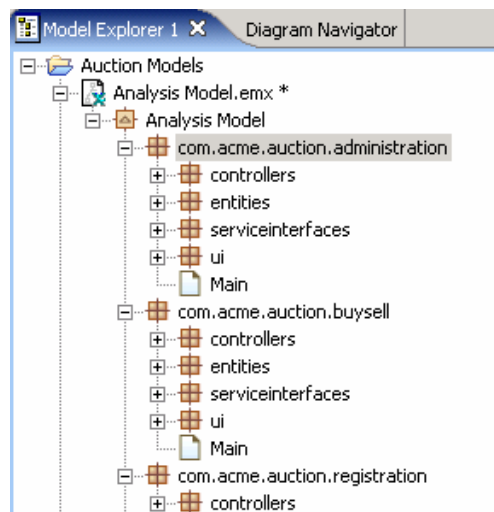 Model Explorer 1 Diagram Navigator
Auction Models
Analysis Model.emx *
Analysis Model
com.acme.auction.administration
controllers
entities
serviceinterfaces
ui
Main
com.acme.auction.buysell
controllers
entities
serviceinterfaces
ui
Main
com.acme.auction.registration
controllers